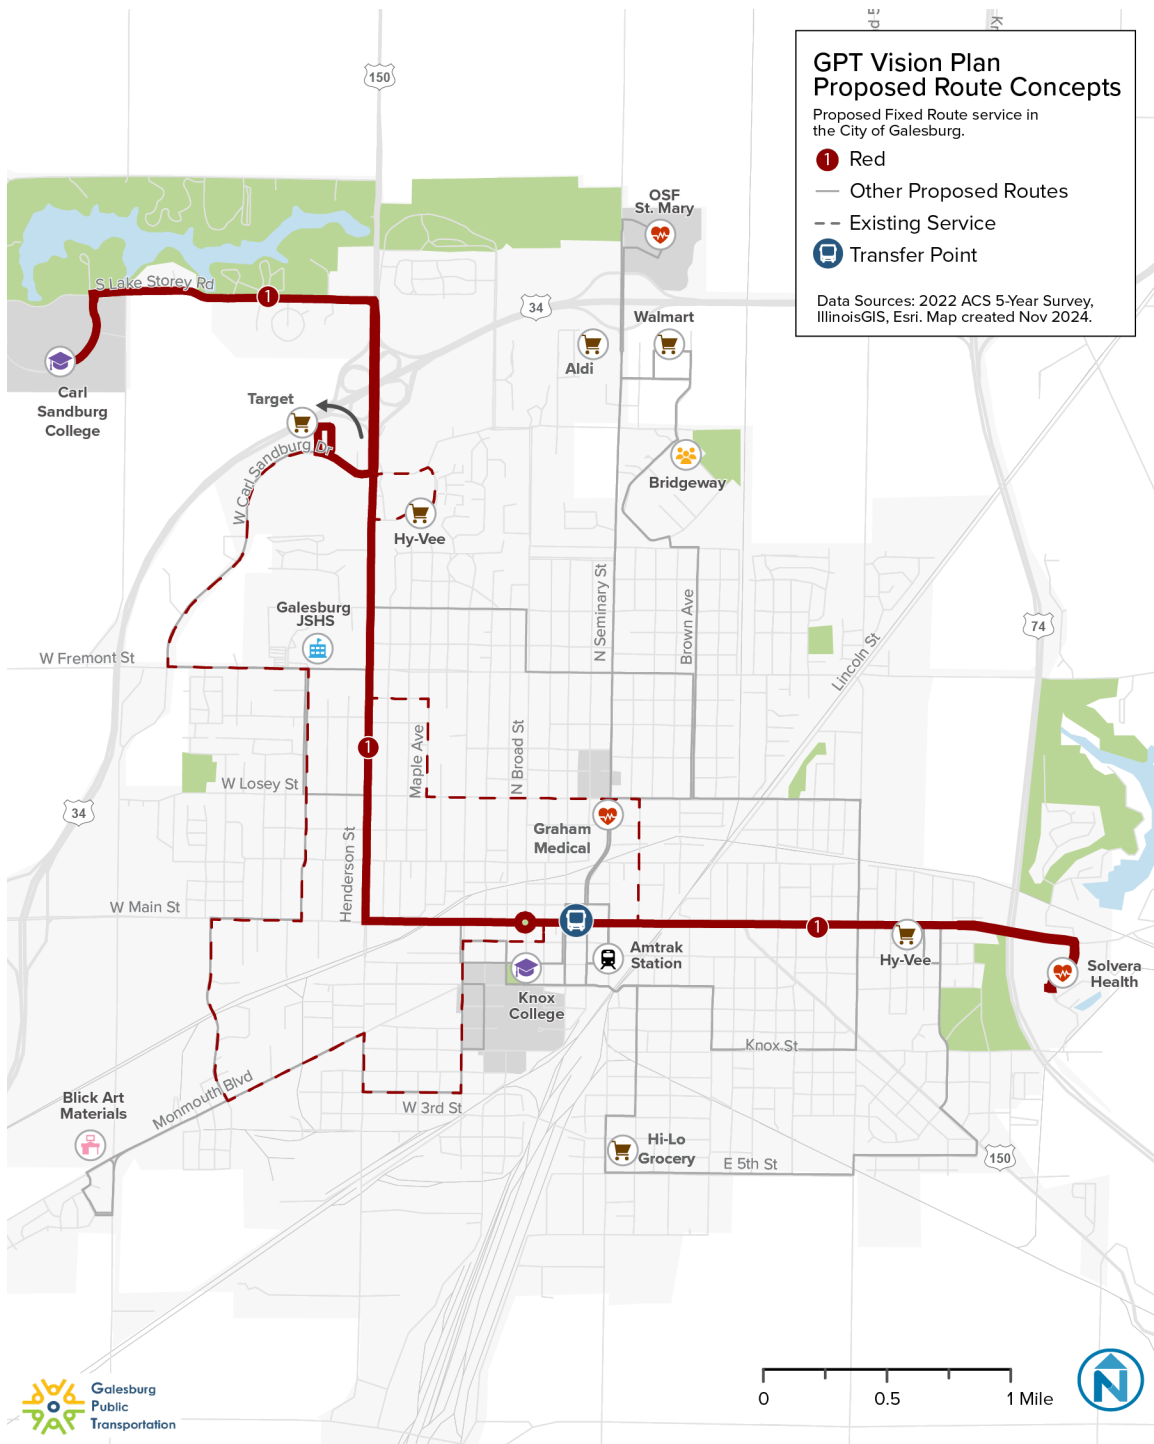 GPT Vision Plan
Proposed Route Concepts
Proposed Fixed Route service in
the City of Galesburg.
1 Red
Other Proposed Routes
Existing Service
Transfer Point
Data Sources: 2022 ACS 5-Year Survey,
IllinoisGIS, Esri. Map created Nov 2024.
150
OSF
St. Mary
S Lake Storey Rd
1
34
Walmart
Aldi
Carl
Sandburg
College
Target
W Carl Sandburg Dr
Bridgeway
Hy-Vee
Galesburg
JSHS
N Seminary St
Brown Ave
Lincoln St
74
W Fremont St
1
Maple Ave
N Broad St
W Losey St
34
Graham
Medical
Henderson St
W Main St
1
Amtrak
Station
Hy-Vee
Solvera
Health
Knox
College
Knox St
Monmouth Blvd
Blick Art
Materials
W 3rd St
Hi-Lo
Grocery
E 5th St
150
0
0.5
1 Mile
N
Galesburg
Public
Transportation